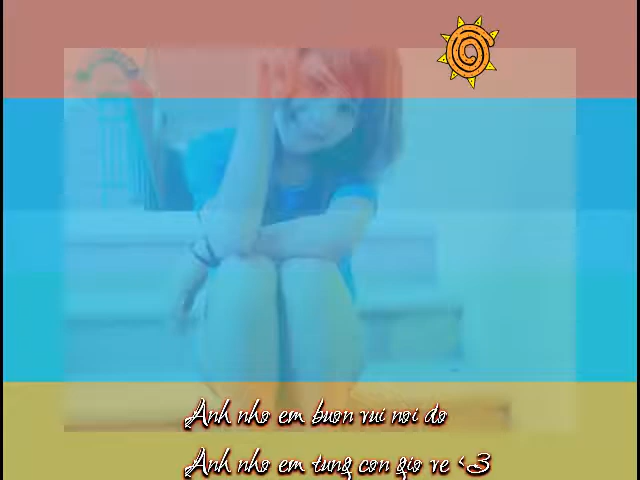 Anh nho em buon vui noi do
Anh nho em tung con gio ve <3